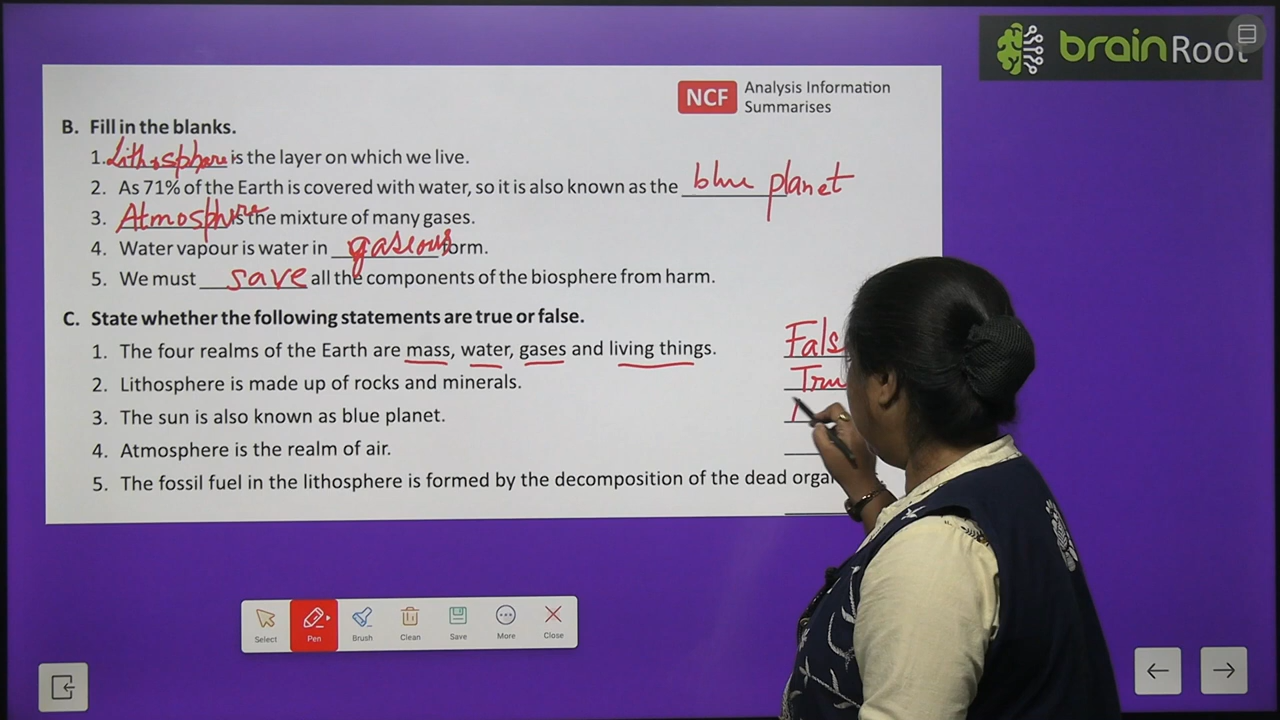 brainRoot
NCF Analysis Information Summarises
B. Fill in the blanks.
1. Lithosphere is the layer on which we live.
2. As 71% of the Earth is covered with water, so it is also known as the blue planet
3. Atmosphere is the mixture of many gases.
4. Water vapour is water in gaseous form.
5. We must save all the components of the biosphere from harm.
C. State whether the following statements are true or false.
1. The four realms of the Earth are mass, water, gases and living things. Fals
2. Lithosphere is made up of rocks and minerals. Tru
3. The sun is also known as blue planet.
4. Atmosphere is the realm of air.
5. The fossil fuel in the lithosphere is formed by the decomposition of the dead
Select Pen Brush Clean Save More Close